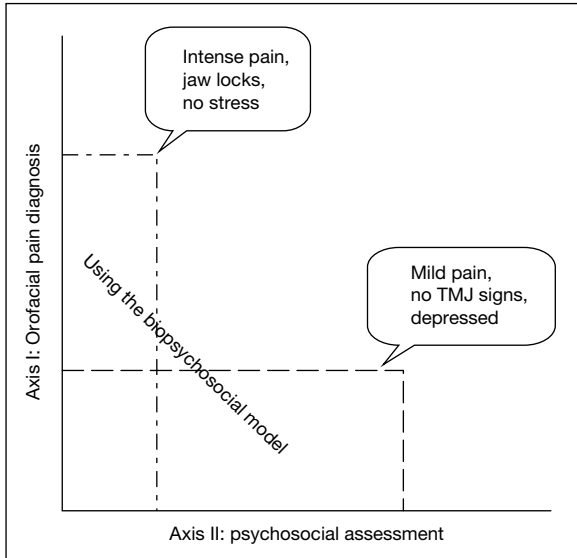 Intense pain,
jaw locks,
no stress
Axis I: Orofacial pain diagnosis
Using the biopsychosocial model
Mild pain,
no TMJ signs,
depressed
Axis II: psychosocial assessment